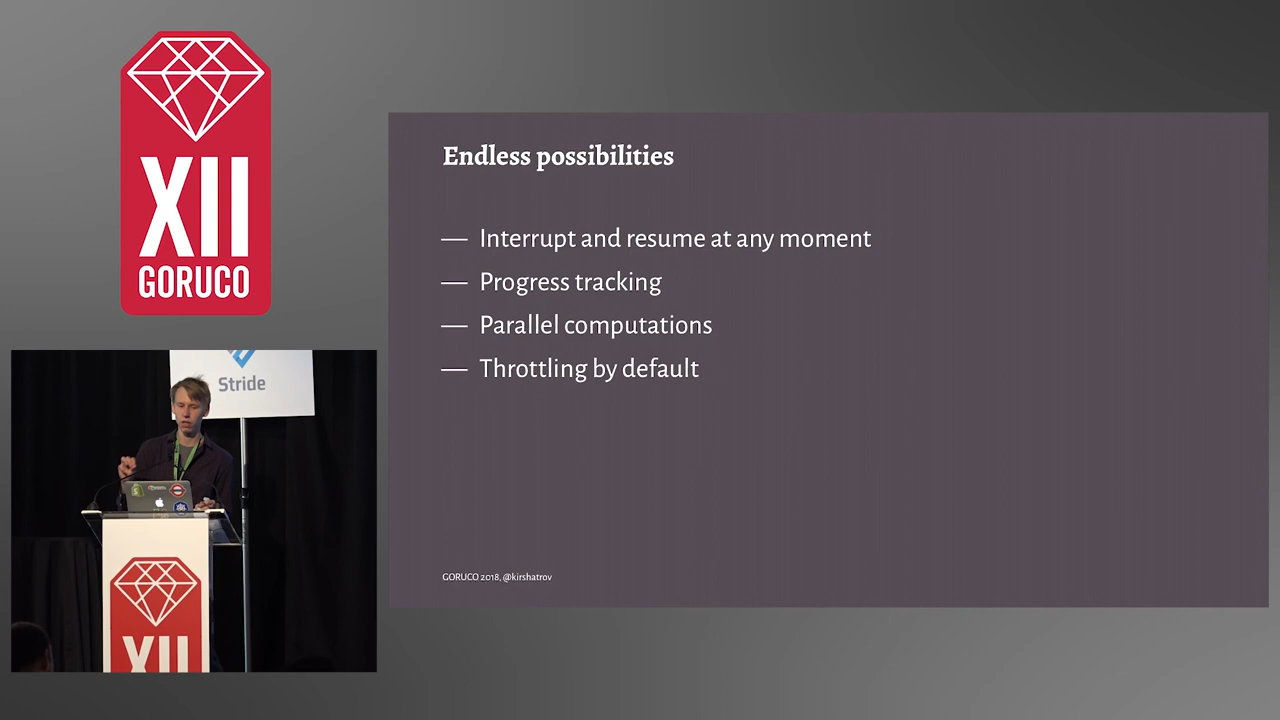 XII
GORUCO
Endless possibilities
— Interrupt and resume at any moment
— Progress tracking
— Parallel computations
— Throttling by default
GORUCO 2018, @kirshatrov
Stride
XII